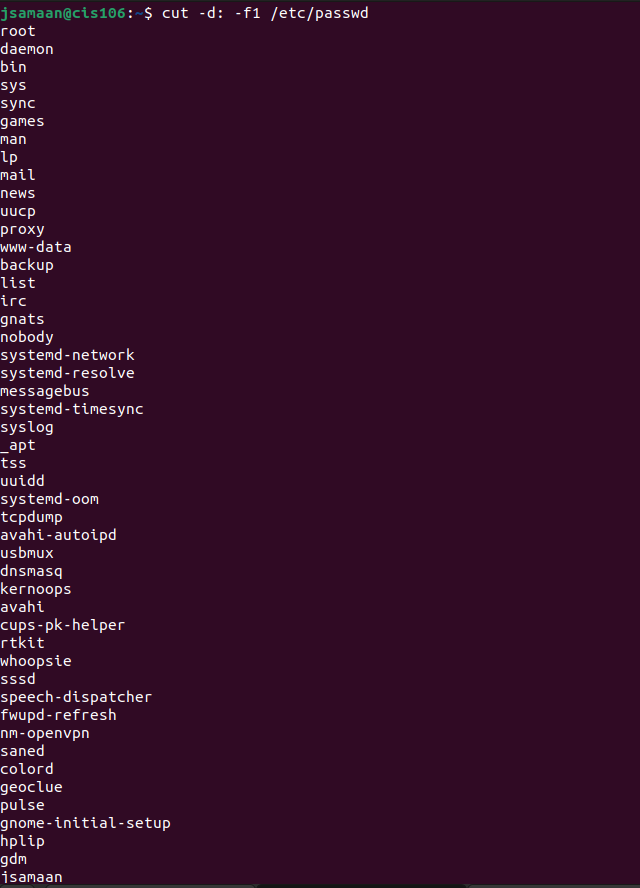 jsamaan@cis106:~$ cut -d: -f1 /etc/passwd
root
daemon
bin
sys
sync
games
man
lp
mail
news
uucp
proxy
www-data
backup
list
irc
gnats
nobody
systemd-network
systemd-resolve
messagebus
systemd-timesync
syslog
_apt
tss
uuidd
systemd-oom
tcpdump
avahi-autoipd
usbmux
dnsmasq
kernoops
avahi
cups-pk-helper
rtkit
whoopsie
sssd
speech-dispatcher
fwupd-refresh
nm-openvpn
saned
colord
geoclue
pulse
gnome-initial-setup
hplip
gdm
jsamaan